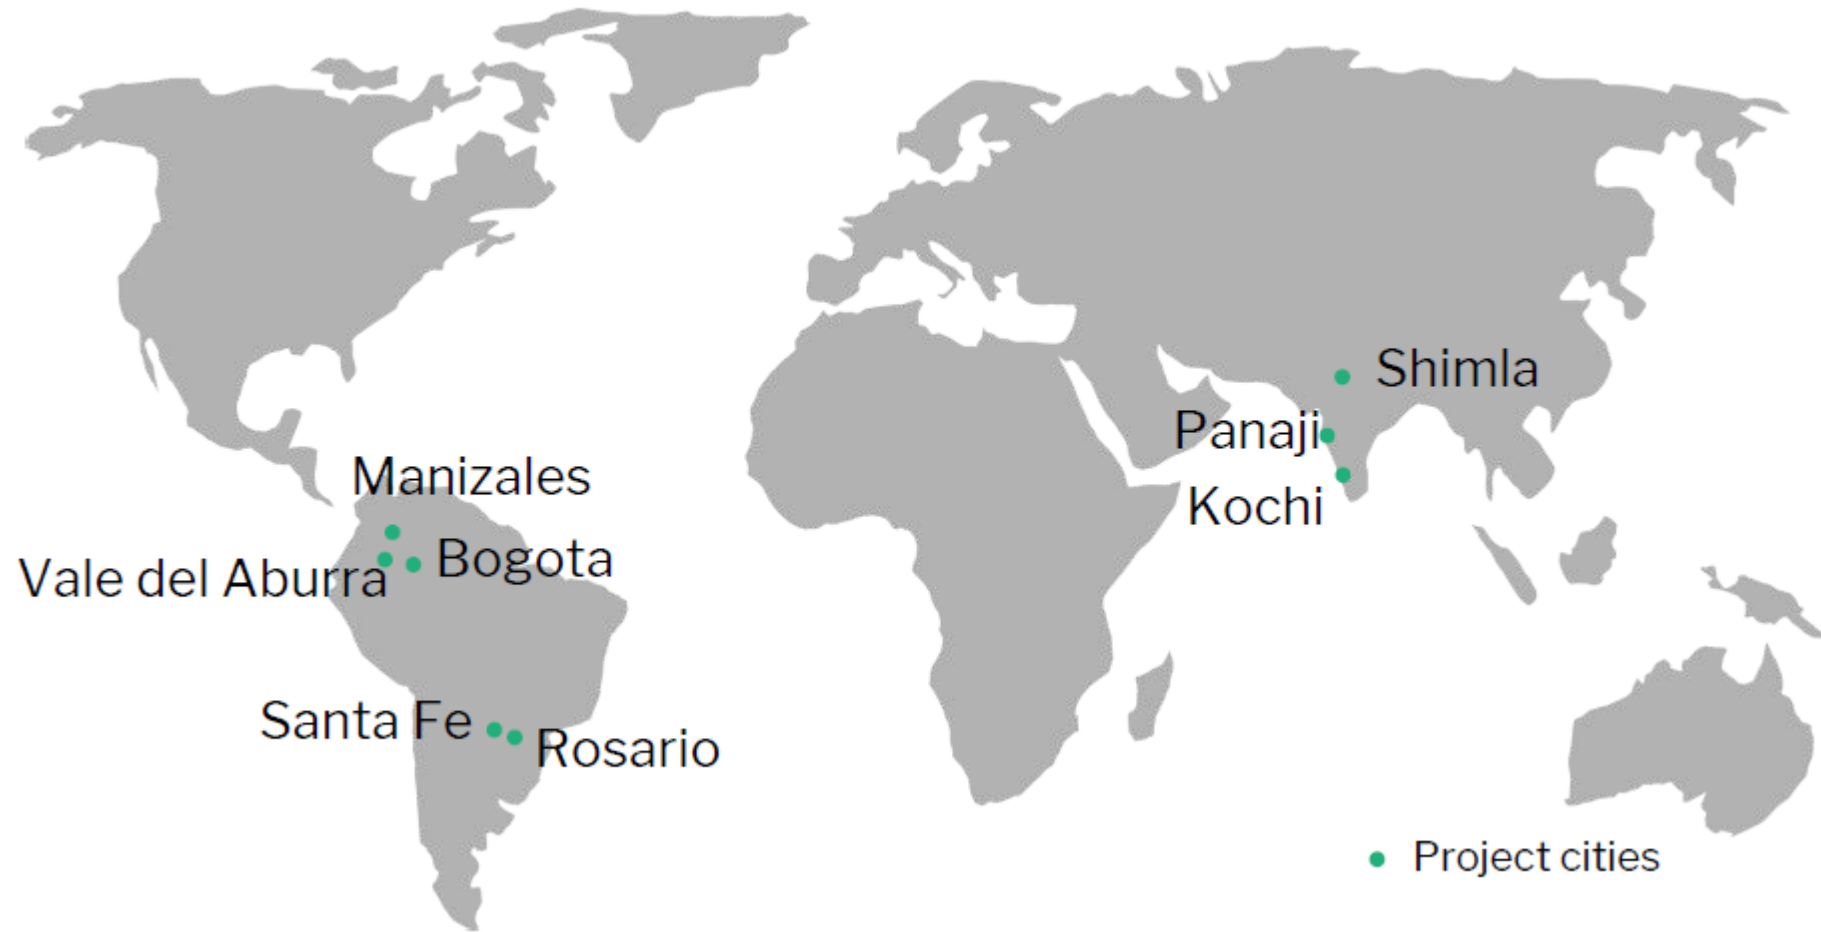 Shimla
Panaji
Kochi
Manizales
Bogota
Vale del Aburra
Santa Fe
Rosario
Project cities